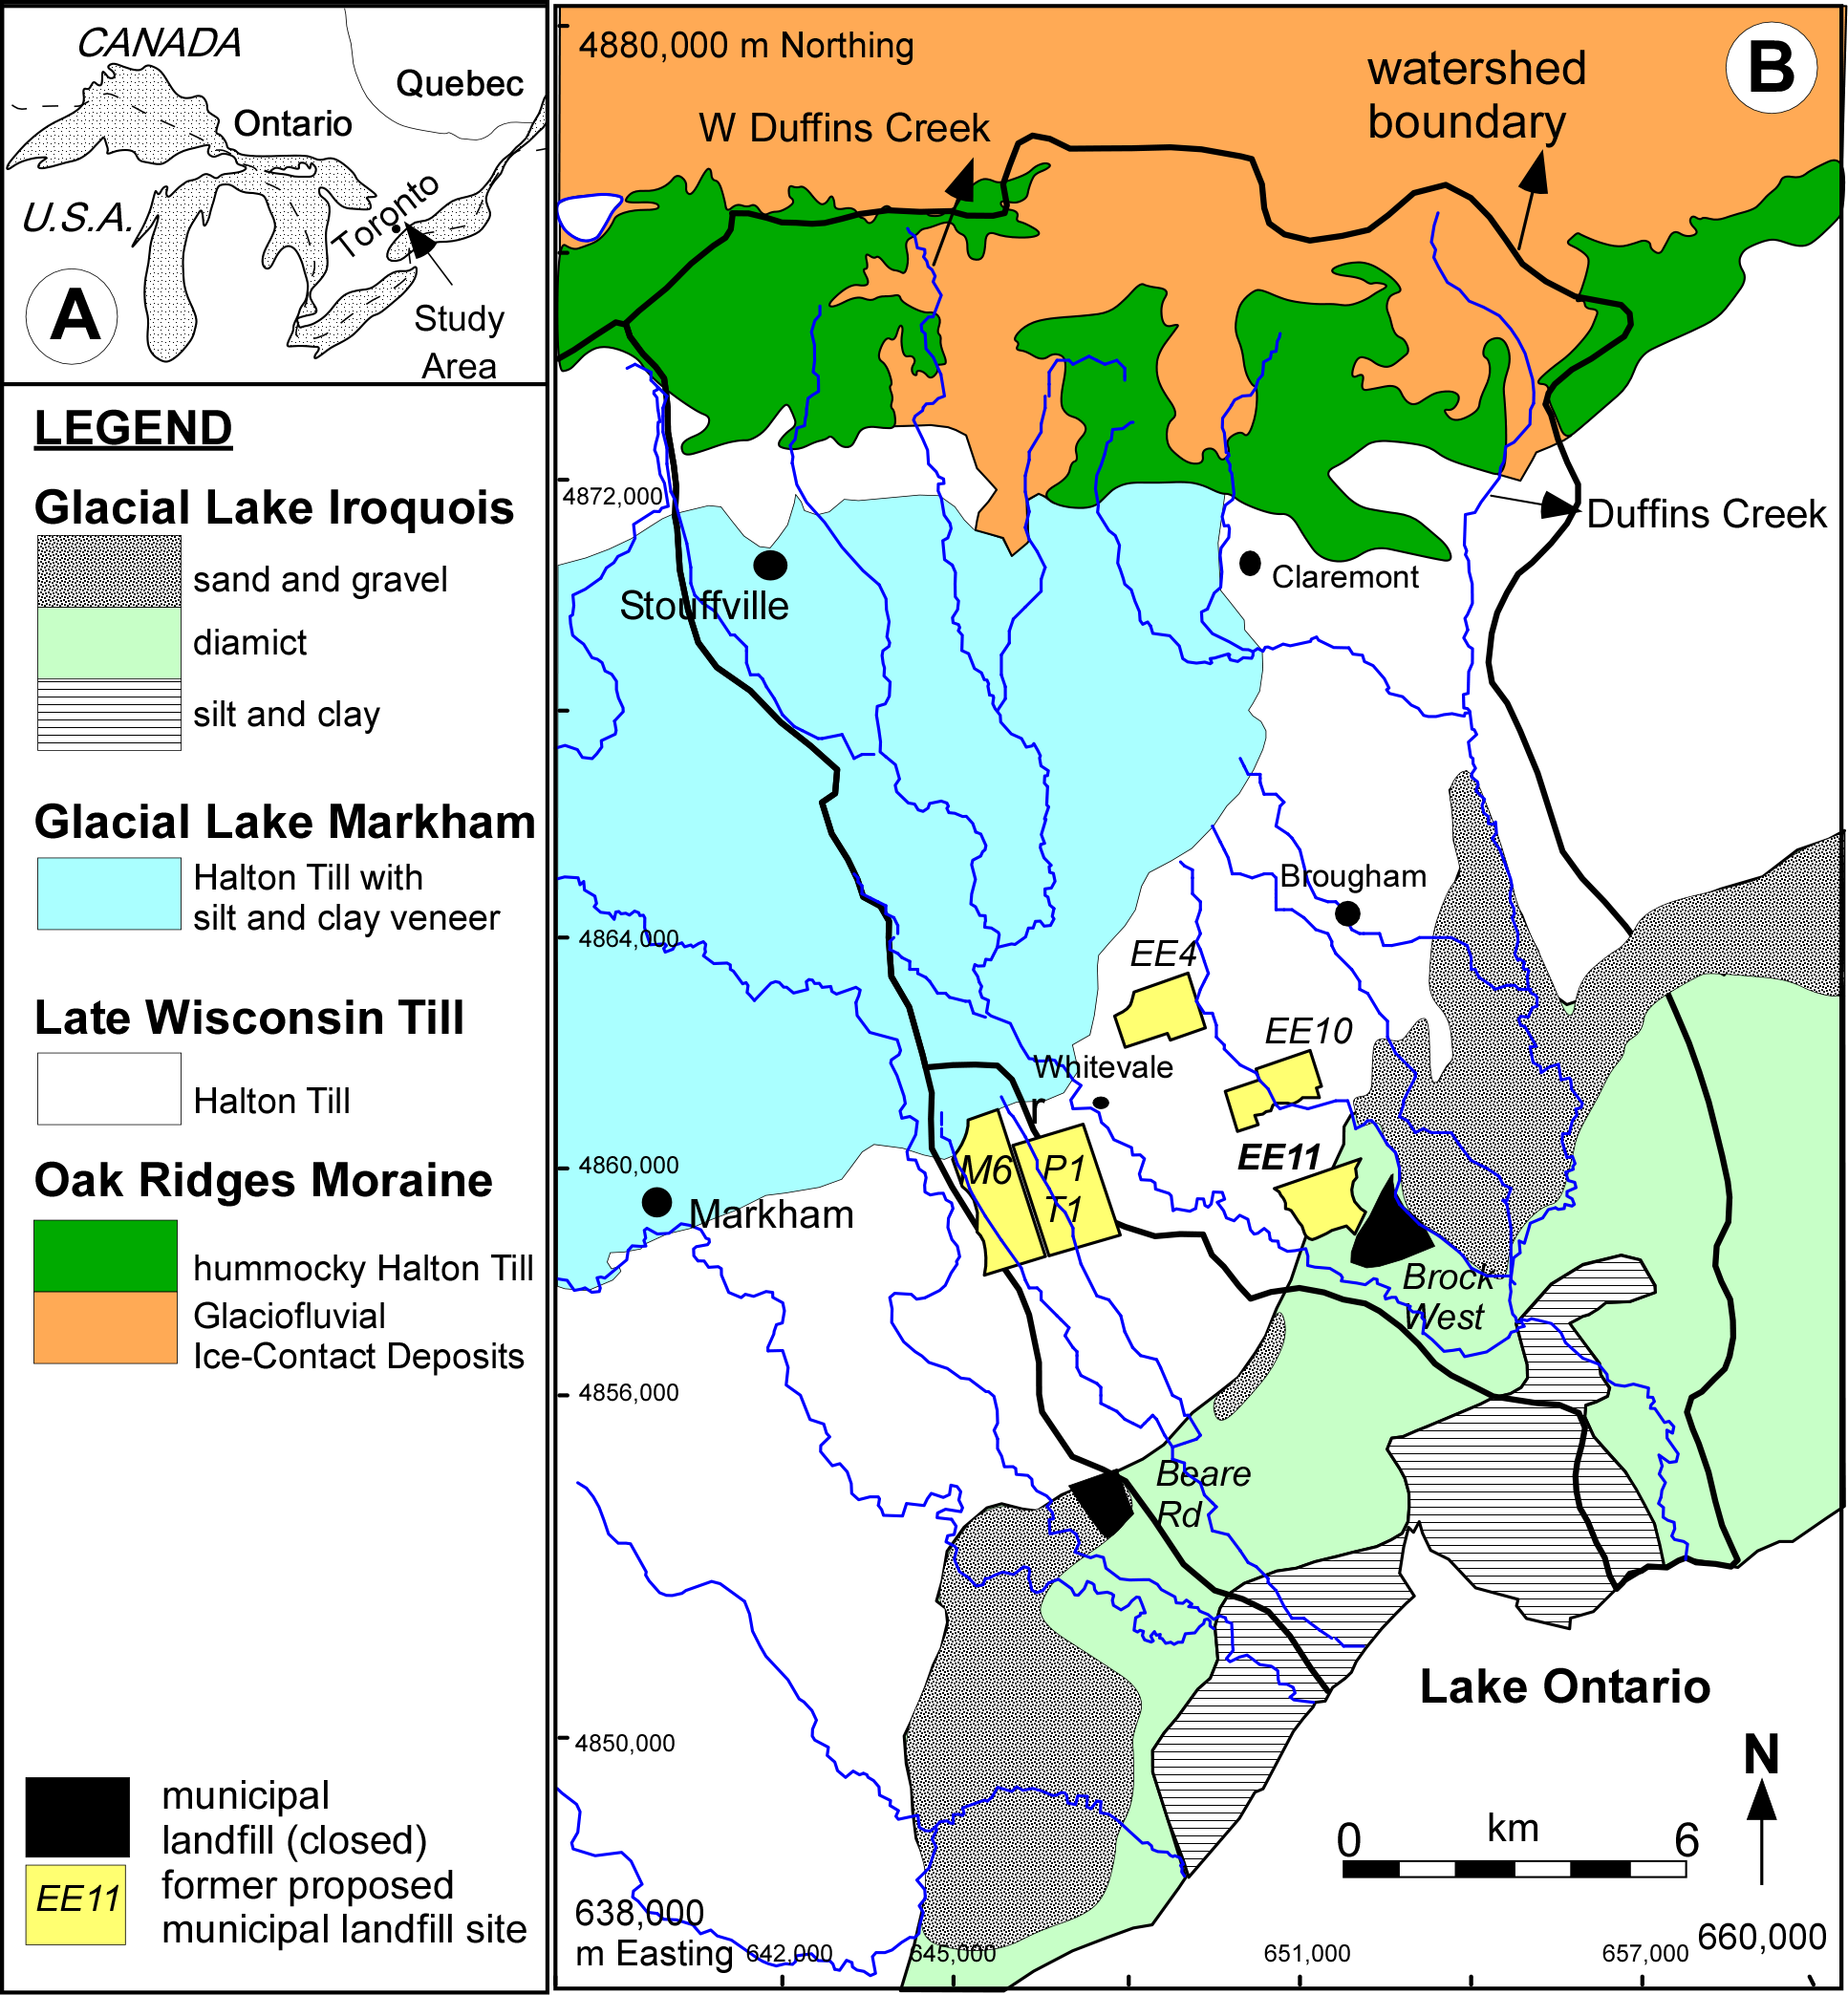 CANADA
Quebec
Ontario
U.S.A.
Toronto
A
Study
Area
LEGEND
Glacial Lake Iroquois
sand and gravel
diamict
silt and clay
Glacial Lake Markham
Halton Till with
silt and clay veneer
Late Wisconsin Till
Halton Till
Oak Ridges Moraine
hummocky Halton Till
Glaciofluvial
Ice-Contact Deposits
municipal
landfill (closed)
EE11
former proposed
municipal landfill site
4880,000 m Northing
B
watershed
boundary
W Duffins Creek
4872,000
Duffins Creek
Claremont
Stouffville
Brougham
4864,000
EE4
EE10
Whitevale
r
EE11
4860,000
M6
P1
T1
Markham
Brock
West
4856,000
Beare
Rd
Lake Ontario
4850,000
N
0 km 6
638,000
m Easting
642,000
645,000
651,000
657,000
660,000